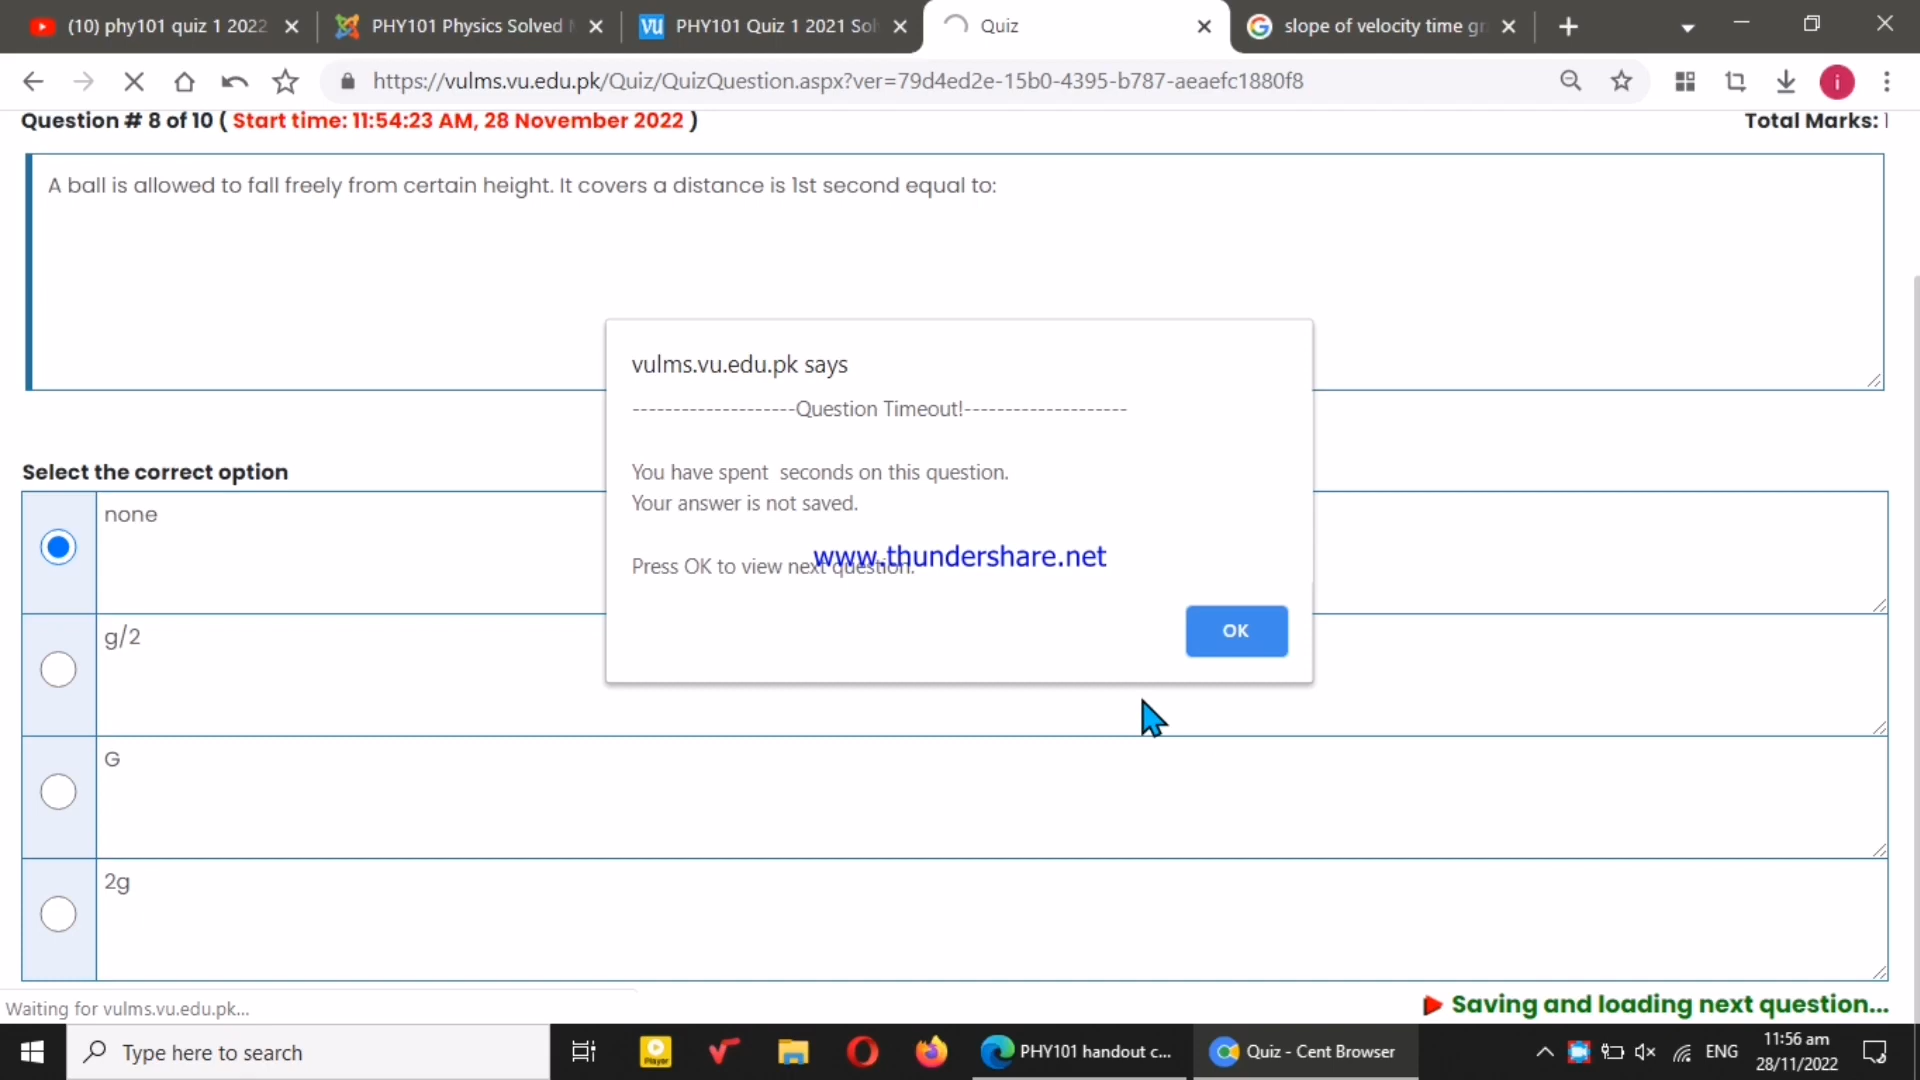 (10) phy101 quiz 1 2022
PHY101 Physics Solved
VU
PHY101 Quiz 1 2021 Sol
Quiz
slope of velocity time gr
https://vulms.vu.edu.pk/Quiz/QuizQuestion.aspx?ver=79d4ed2e-15b0-4395-b787-aeaefc1880f8
i
Question # 8 of 10 ( Start time: 11:54:23 AM, 28 November 2022 )
Total Marks: 1
A ball is allowed to fall freely from certain height. It covers a distance is 1st second equal to:
vulms.vu.edu.pk says
--------------------Question Timeout!--------------------
You have spent  seconds on this question.
Your answer is not saved.
Press OK to view next question.
www.thundershare.net
OK
Select the correct option
none
g/2
G
2g
Waiting for vulms.vu.edu.pk...
Saving and loading next question...
Type here to search
Player
PHY101 handout c...
Quiz - Cent Browser
ENG
11:56 am
28/11/2022